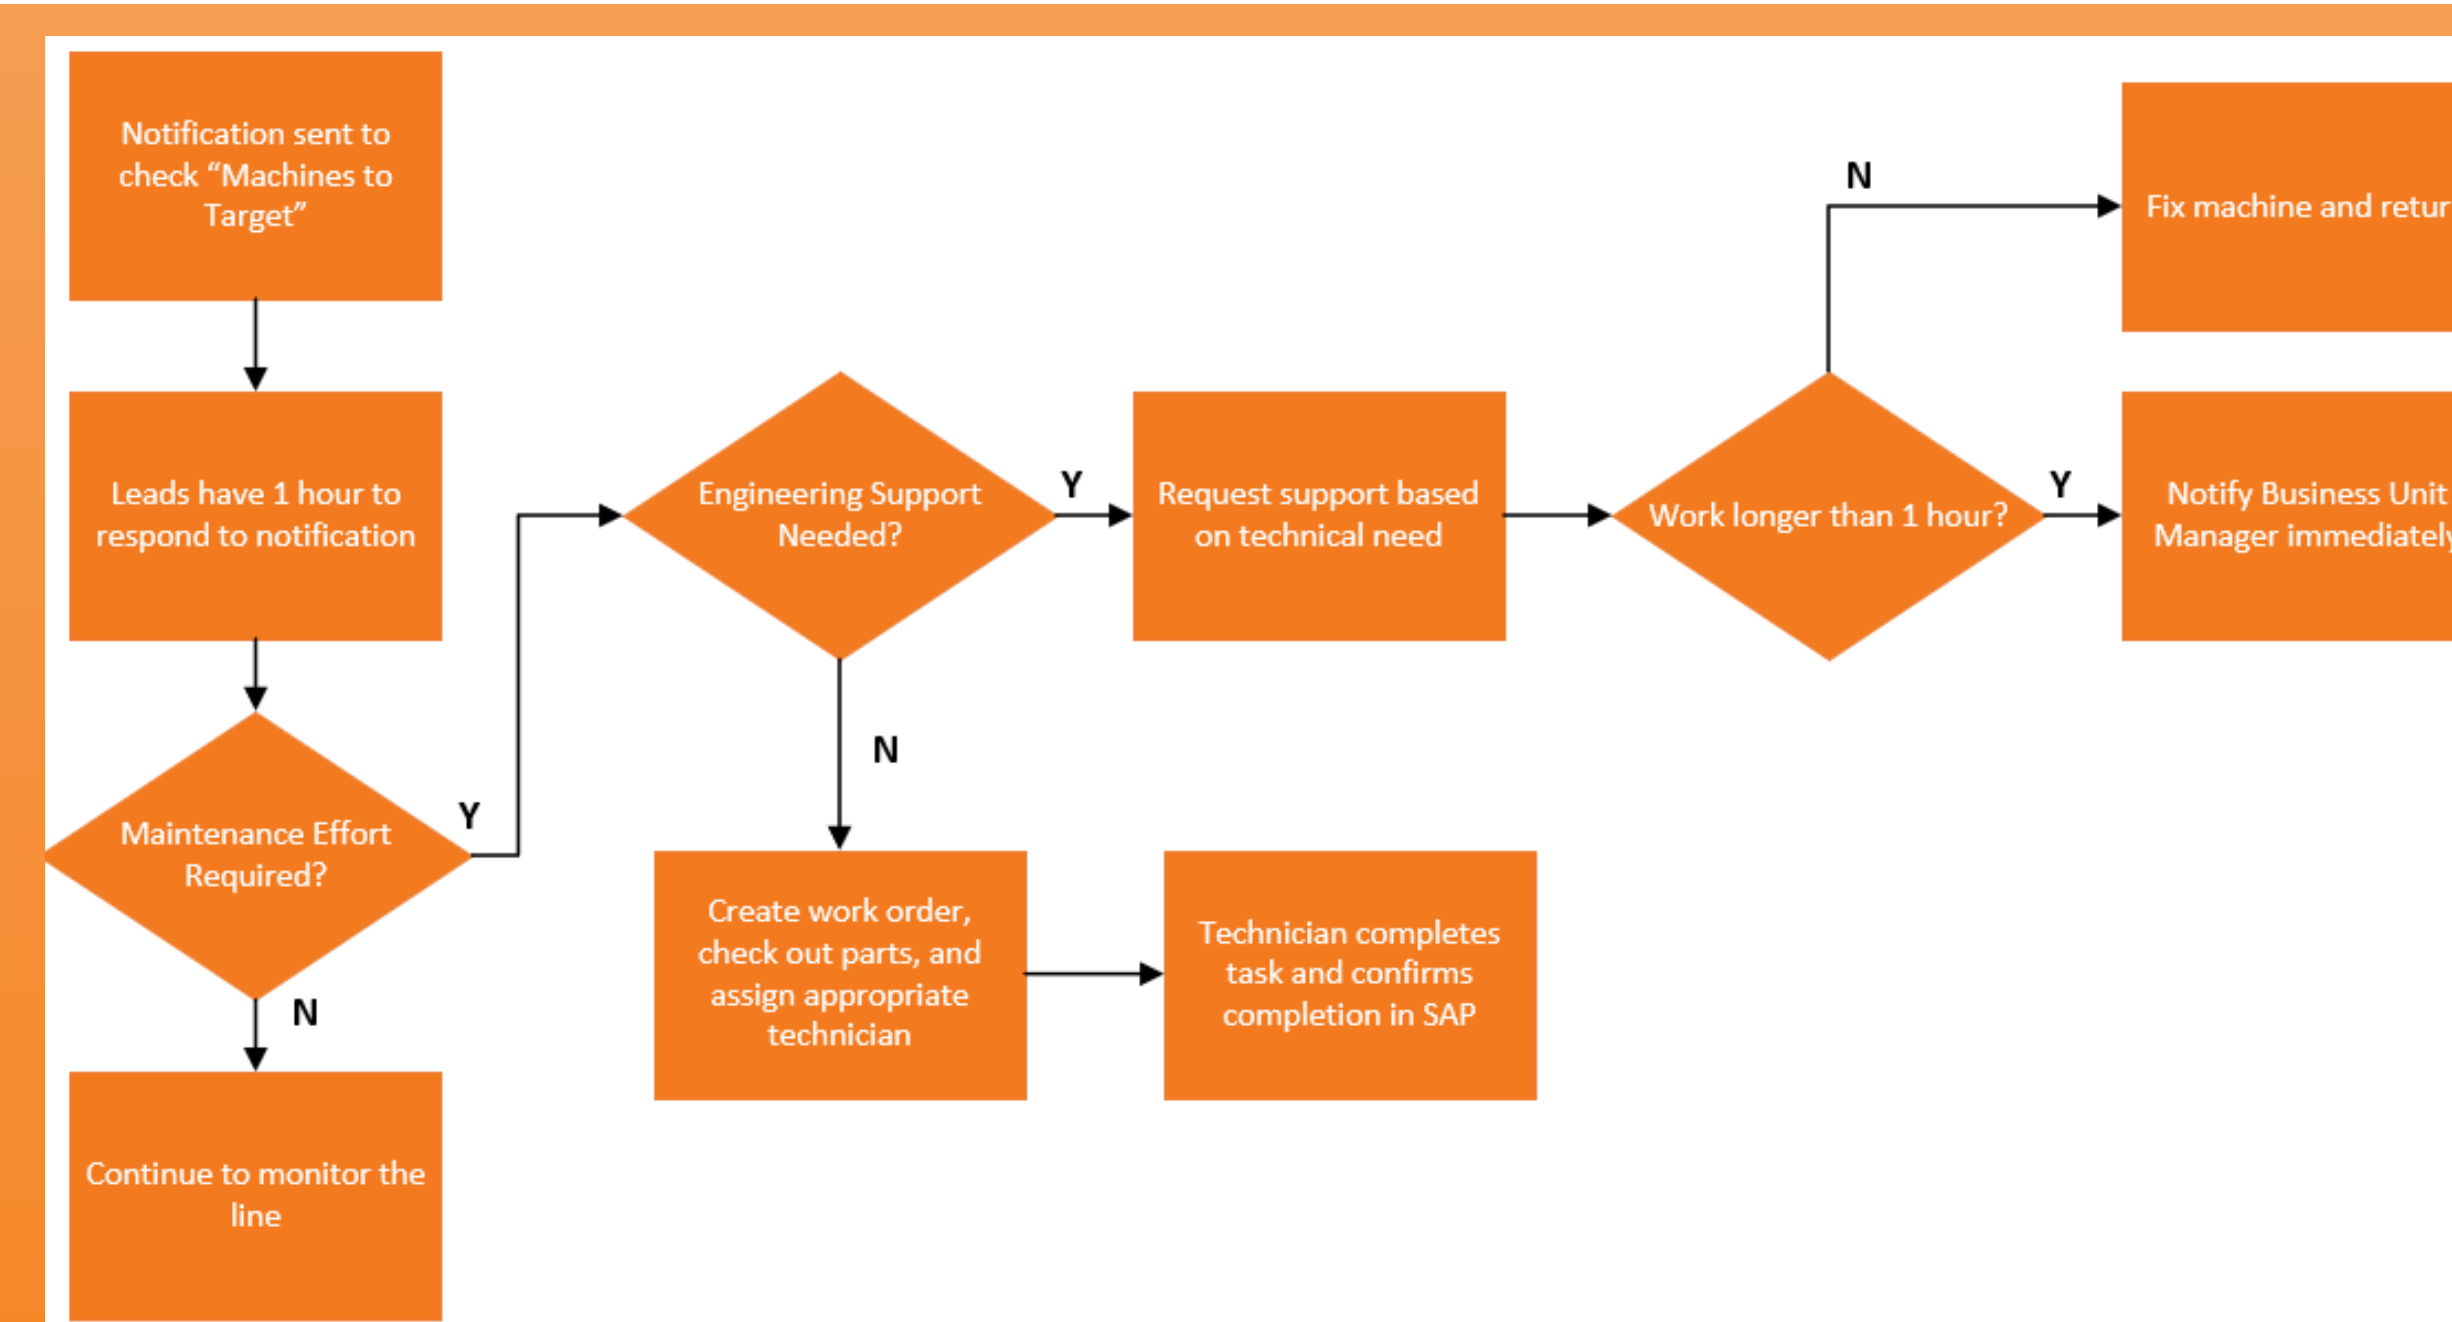 Notification sent to
check “Machines to
Target”
Leads have 1 hour to
respond to notification
Maintenance Effort
Required?
Y
N
Continue to monitor the
line
Engineering Support
Needed?
Y
N
Request support based
on technical need
Create work order,
check out parts, and
assign appropriate
technician
Technician completes
task and confirms
completion in SAP
Work longer than 1 hour?
N
Y
Fix machine and
Notify Business Unit
Manager immediately